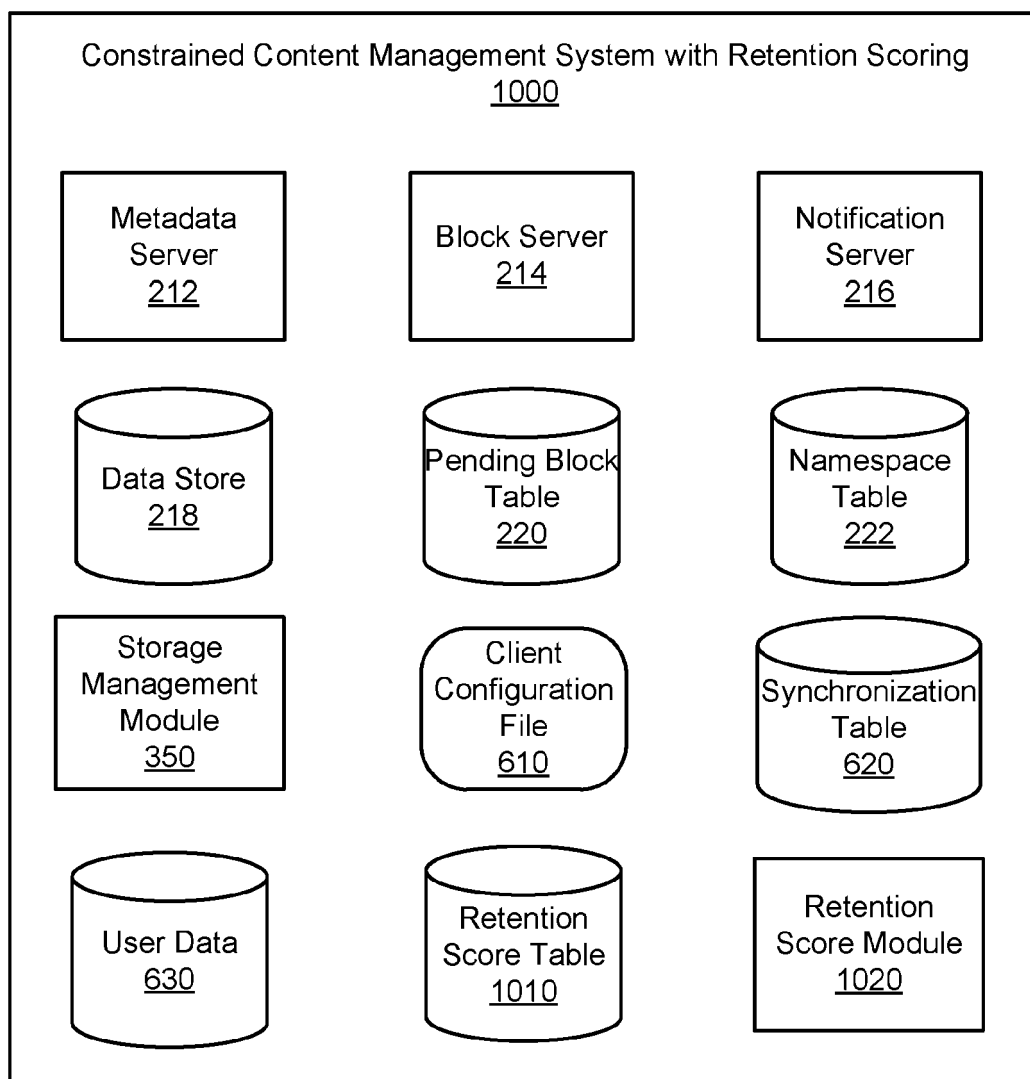 Constrained Content Management System with Retention Scoring
1000
Metadata
Server
212
Block Server
214
Notification
Server
216
Data Store
218
Pending Block
Table
220
Namespace
Table
222
Storage
Management
Module
350
Client
Configuration
File
610
Synchronization
Table
620
User Data
630
Retention
Score Table
1010
Retention
Score Module
1020